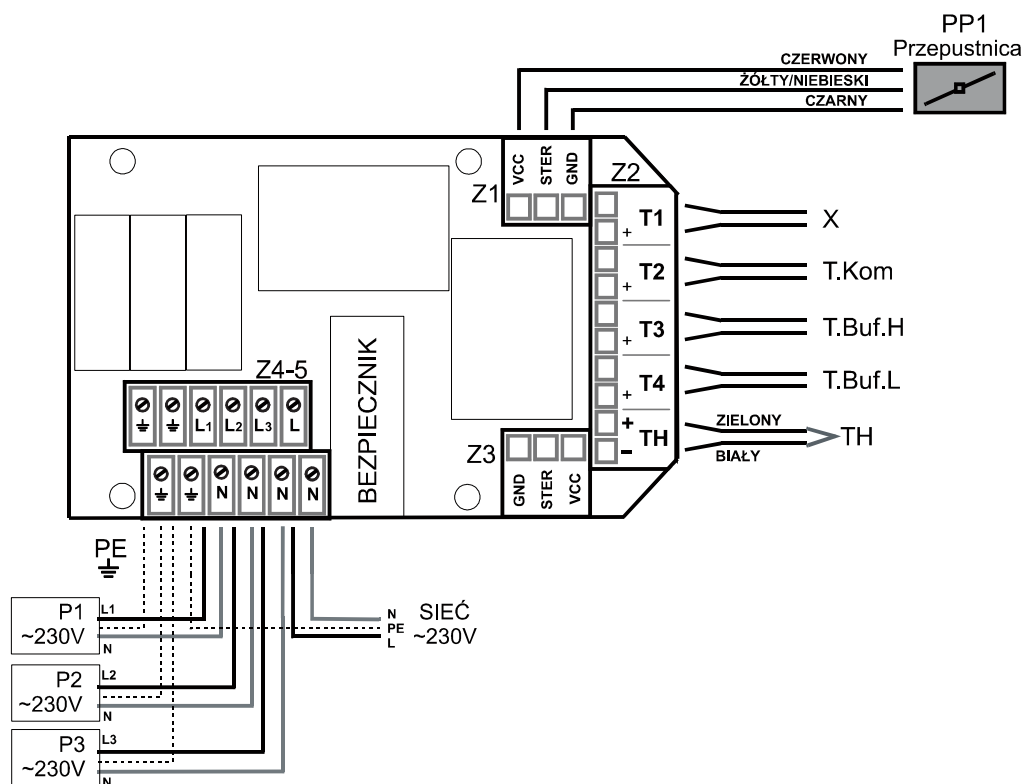 PP1
Przepustnica
CZERWONY
ŻÓŁTY/NIEBIESKI
CZARNY
Z1
VCC
STER
GND
Z2
T1
+
X
T2
+
T.Kom
T3
+
T.Buf.H
T4
+
T.Buf.L
+
TH
-
ZIELONY
BIAŁY
TH
Z3
GND
STER
VCC
BEZPIECZNIK
Z4-5
L1 L2 L3 L
N N N N
PE
P1
~230V
L1
N
P2
~230V
L2
N
P3
~230V
L3
N
N
PE
L
SIEĆ
~230V